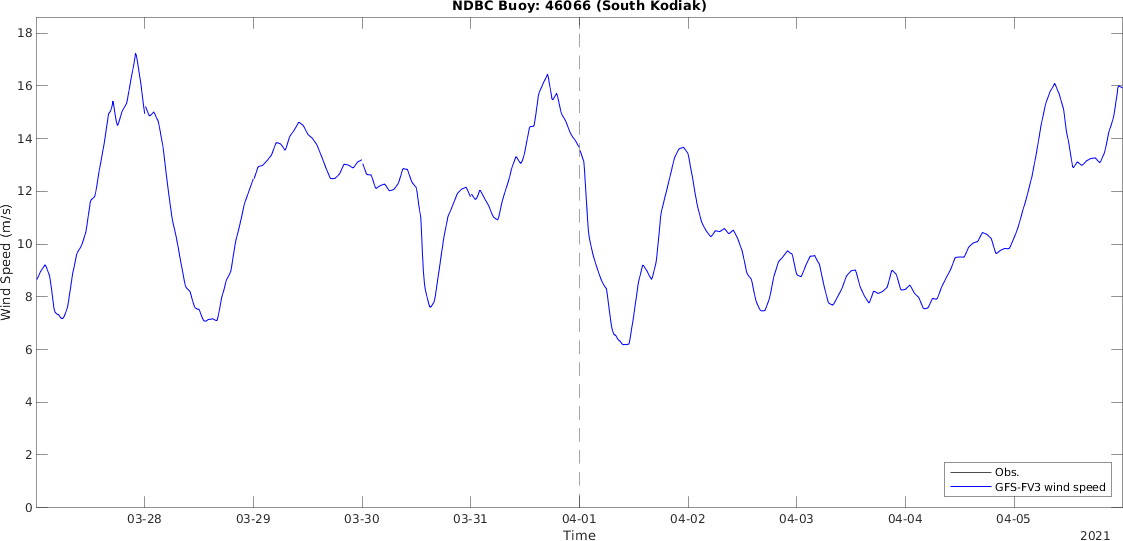 NDBC Buoy: 46066 (South Kodiak)
18
16
14
12
10
8
6
4
2
0
Wind Speed (m/s)
03-28 03-29 03-30 03-31 04-01 04-02 04-03 04-04 04-05
Time
2021
Obs.
GFS-FV3 wind speed